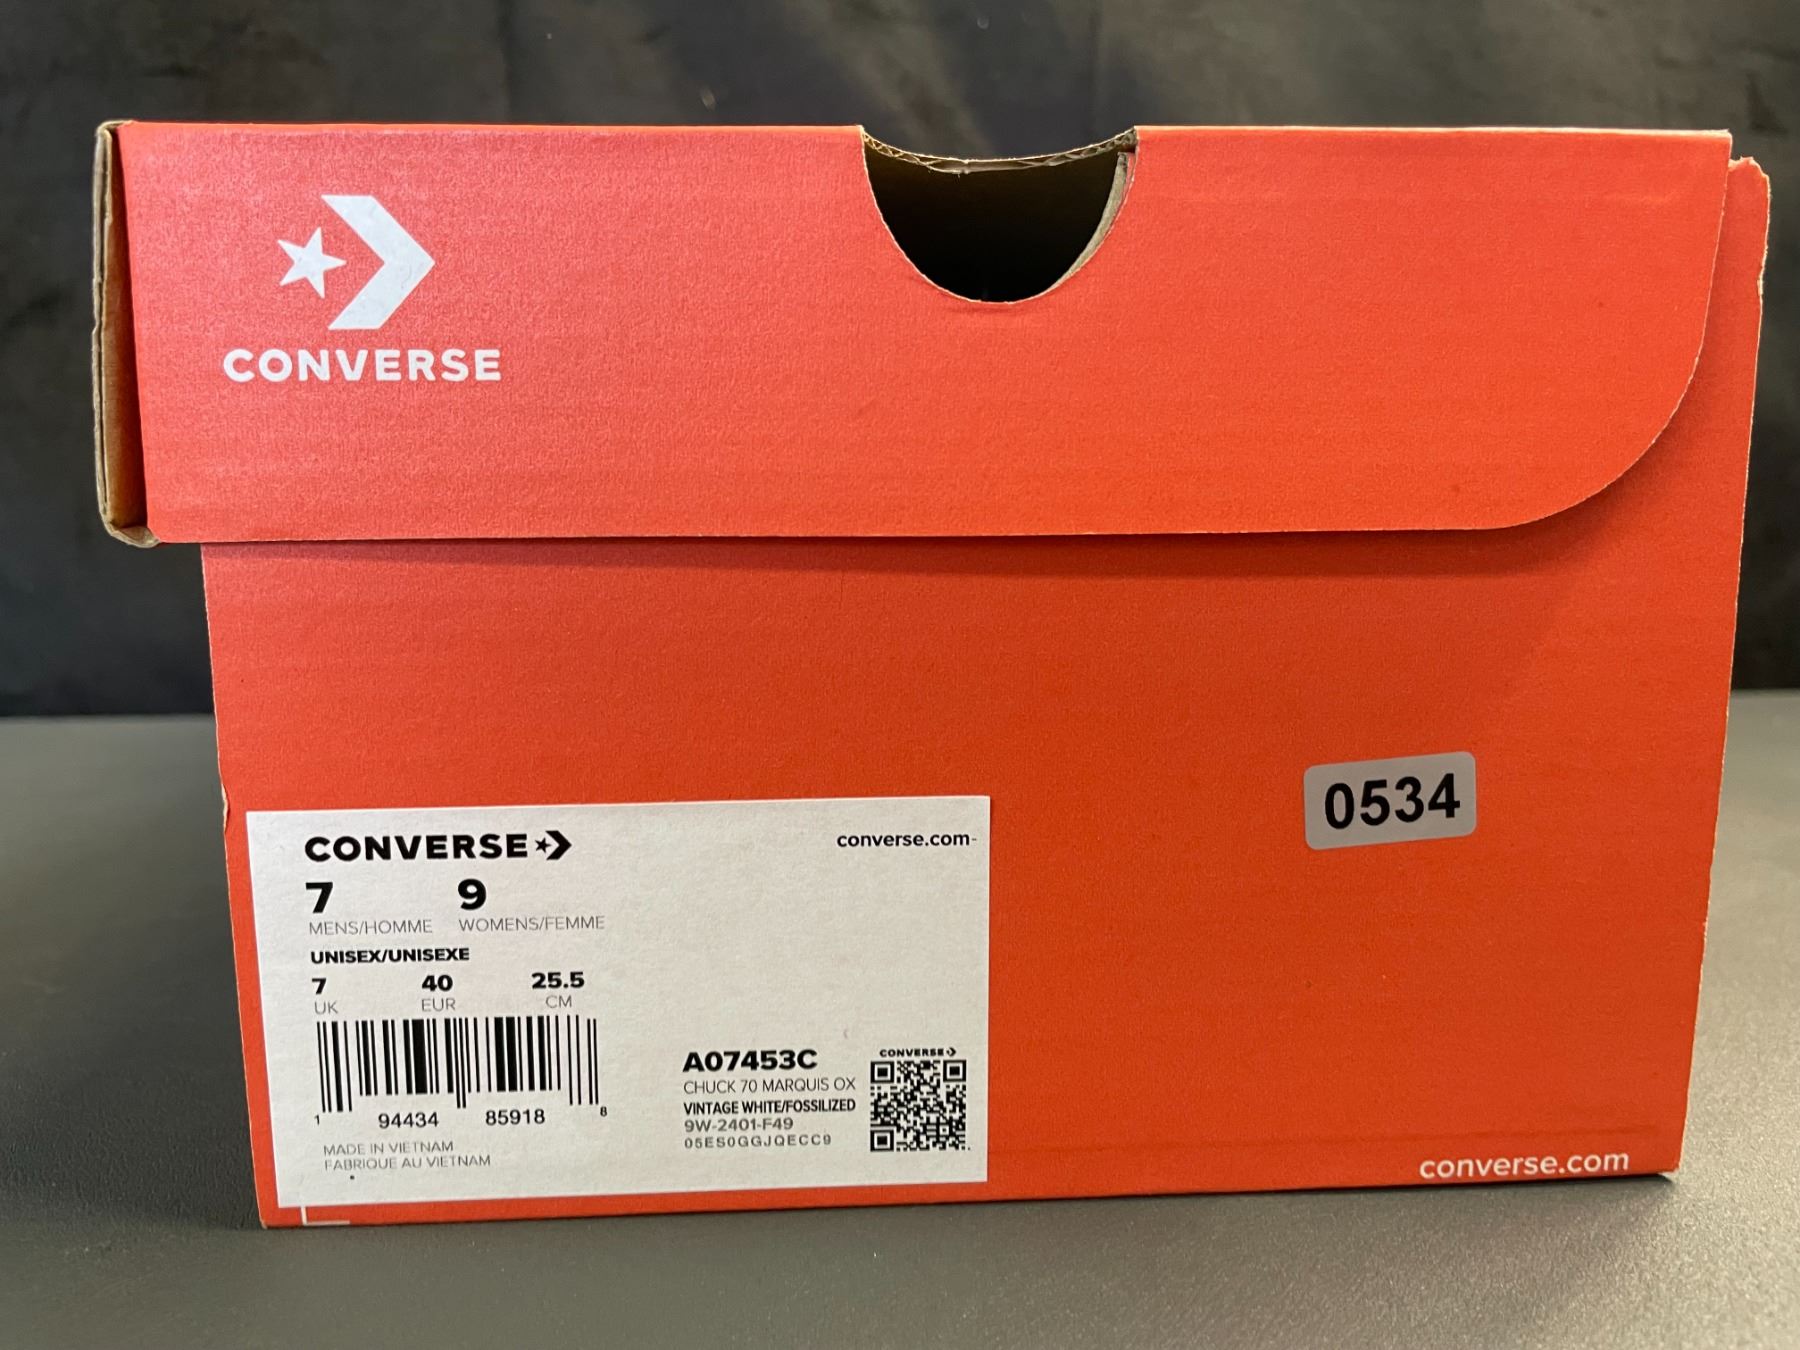 CONVERSE
0534
CONVERSE
converse.com
7 9
MENS/HOMME WOMENS/FEMME
UNISEX/UNISEXE
7 40 25.5
UK EUR CM
1 94434 85918 8
MADE IN VIETNAM
FABRIQUE AU VIETNAM
CONVERSE
A07453C
CHUCK 70 MARQUIS OX
VINTAGE WHITE/FOSSILIZED
9W-2401-F49
05ES0GGJQECC9
converse.com